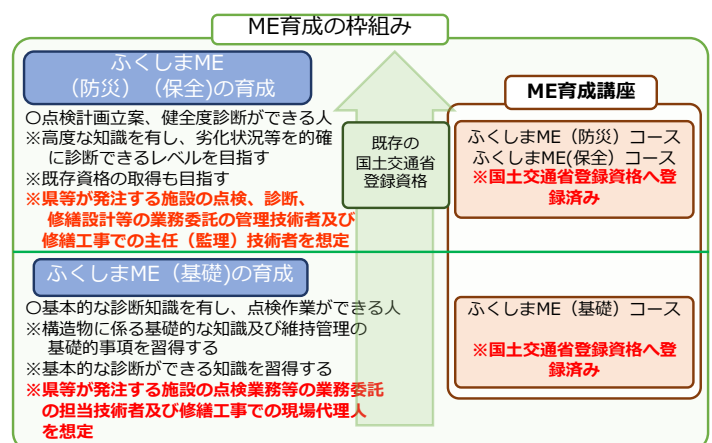 ME育成の枠組み
ふくしまME
（防災）（保全)の育成
〇点検計画立案、健全度診断ができる人
※高度な知識を有し、劣化状況等を的確
に診断できるレベルを目指す
※既存資格の取得も目指す
※県等が発注する施設の点検、診断、
修繕設計等の業務委託の管理技術者及び
修繕工事での主任（監理）技術者を想定
既存の
国土交通省
登録資格
ME育成講座
ふくしまME（防災）コース
ふくしまME(保全）コース
※国土交通省登録資格へ登
録済み
ふくしまME（基礎)の育成
〇基本的な診断知識を有し、点検作業ができる人
※構造物に係る基礎的な知識及び維持管理の
基礎的事項を習得する
※基本的な診断ができる知識を習得する
※県等が発注する施設の点検業務等の業務委託
の担当技術者及び修繕工事での現場代理人
を想定
ふくしまME（基礎）コース
※国土交通省登録資格へ登
録済み